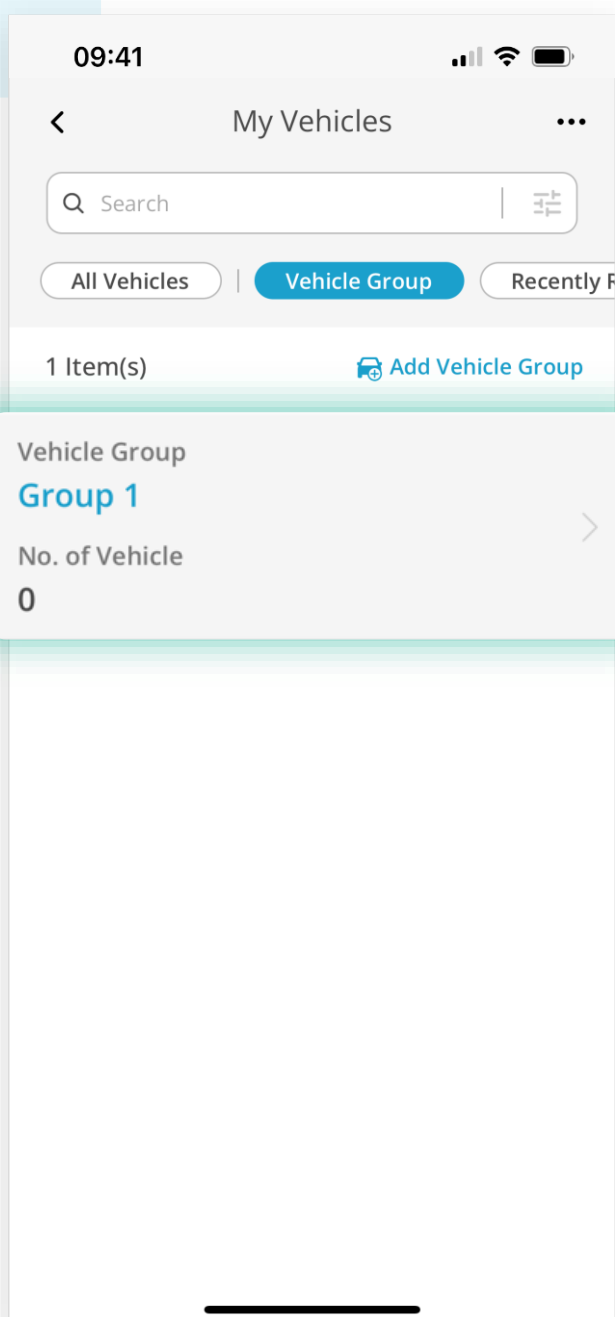 09:41
My Vehicles
Search
All Vehicles | Vehicle Group Recently
1 Item(s) Add Vehicle Group
Vehicle Group
Group 1
No. of Vehicle
0